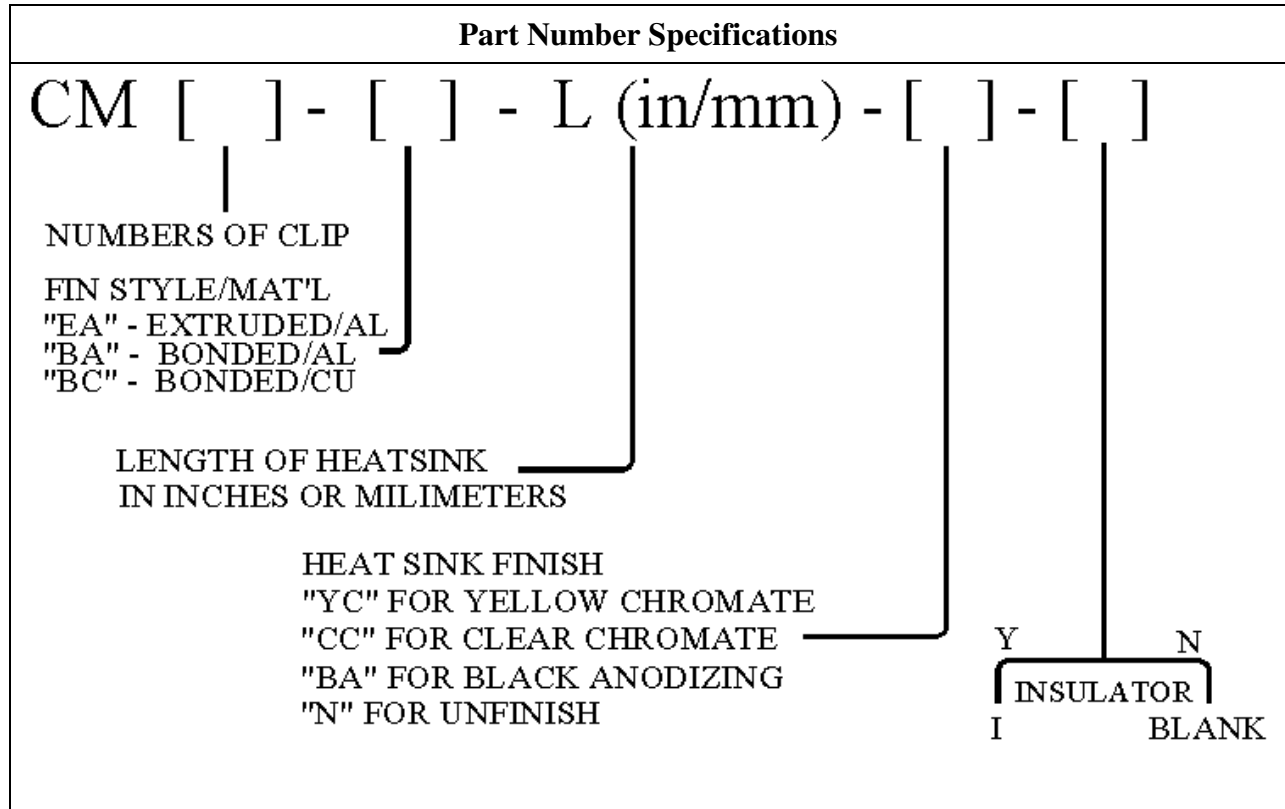 Part Number Specifications
CM [ ] - [ ] - L (in/mm) - [ ] - [ ]
NUMBERS OF CLIP
FIN STYLE/MAT'L
"EA" - EXTRUDED/AL
"BA" - BONDED/AL
"BC" - BONDED/CU
LENGTH OF HEATSINK
IN INCHES OR MILIMETERS
HEAT SINK FINISH
"YC" FOR YELLOW CHROMATE
"CC" FOR CLEAR CHROMATE
"BA" FOR BLACK ANODIZING
"N" FOR UNFINISH
Y N
INSULATOR
I BLANK